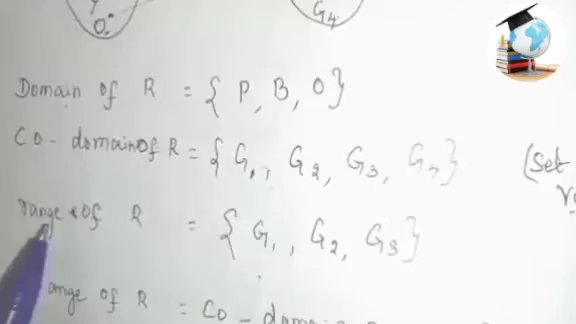 O
G4
Domain of R = { P, B, O }
Co-domain of R = { G1, G2, G3, G4 }
(Set
range of R = { G1, G2, G3 }
ange of R = Co-doma